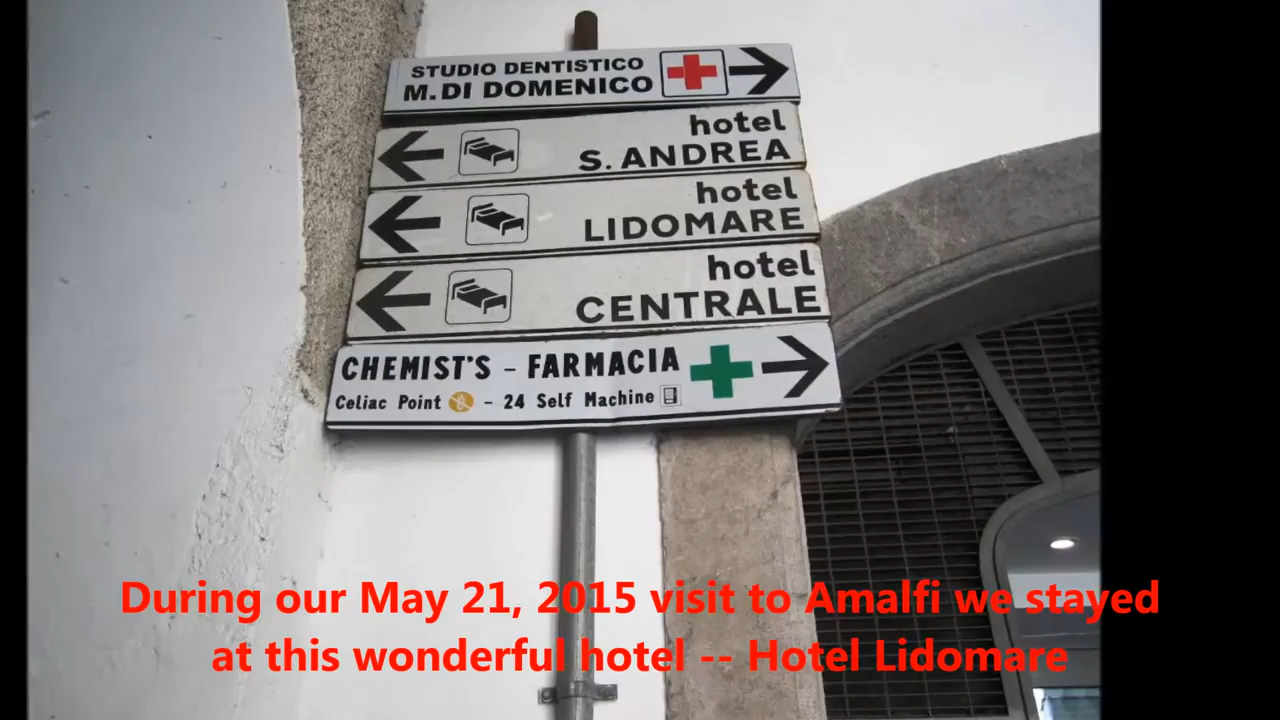 STUDIO DENTISTICO
M. DI DOMENICO
hotel
S. ANDREA
hotel
LIDOMARE
hotel
CENTRALE
CHEMIST'S - FARMACIA
Celiac Point - 24 Self Machine
During our May 21, 2015 visit to Amalfi we stayed
at this wonderful hotel -- Hotel Lidomare